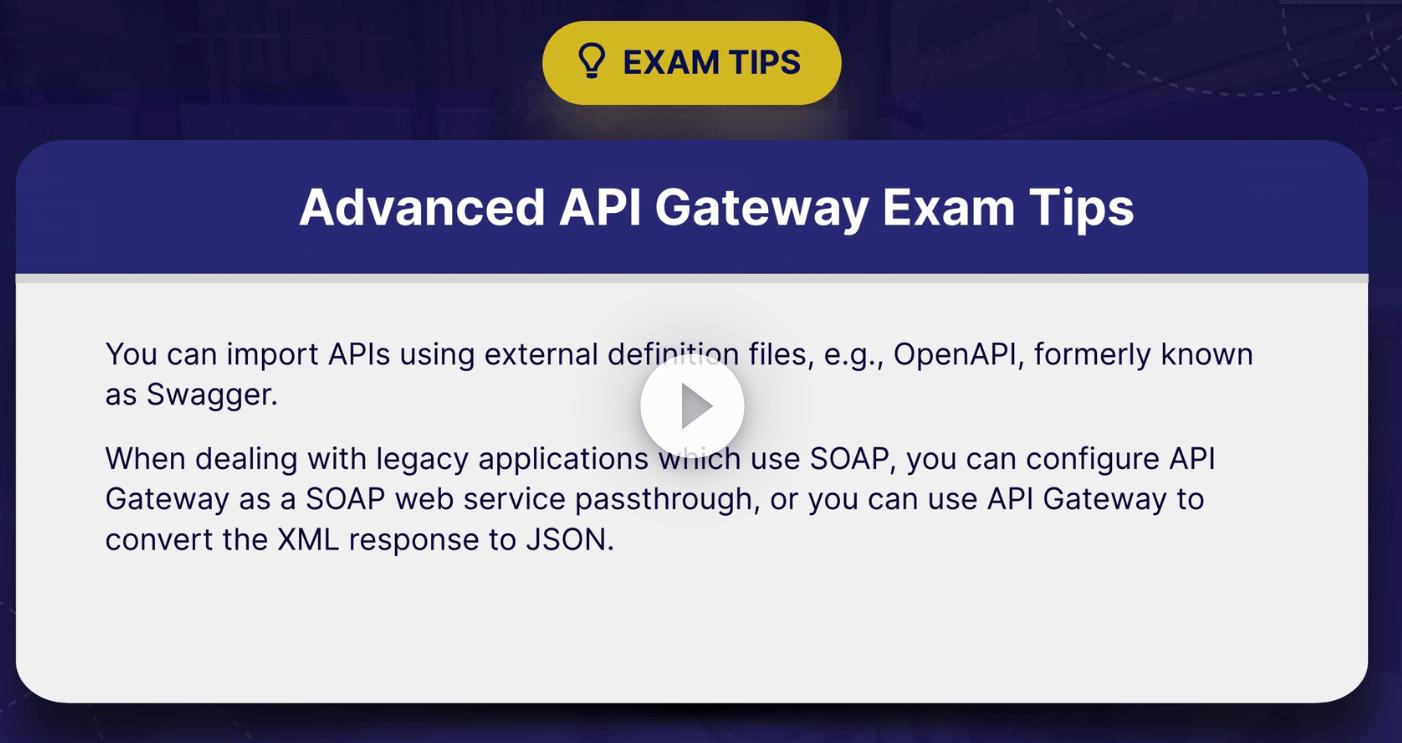 EXAM TIPS
Advanced API Gateway Exam Tips
You can import APIs using external definition files, e.g., OpenAPI, formerly known
as Swagger.
When dealing with legacy applications which use SOAP, you can configure API
Gateway as a SOAP web service passthrough, or you can use API Gateway to
convert the XML response to JSON.